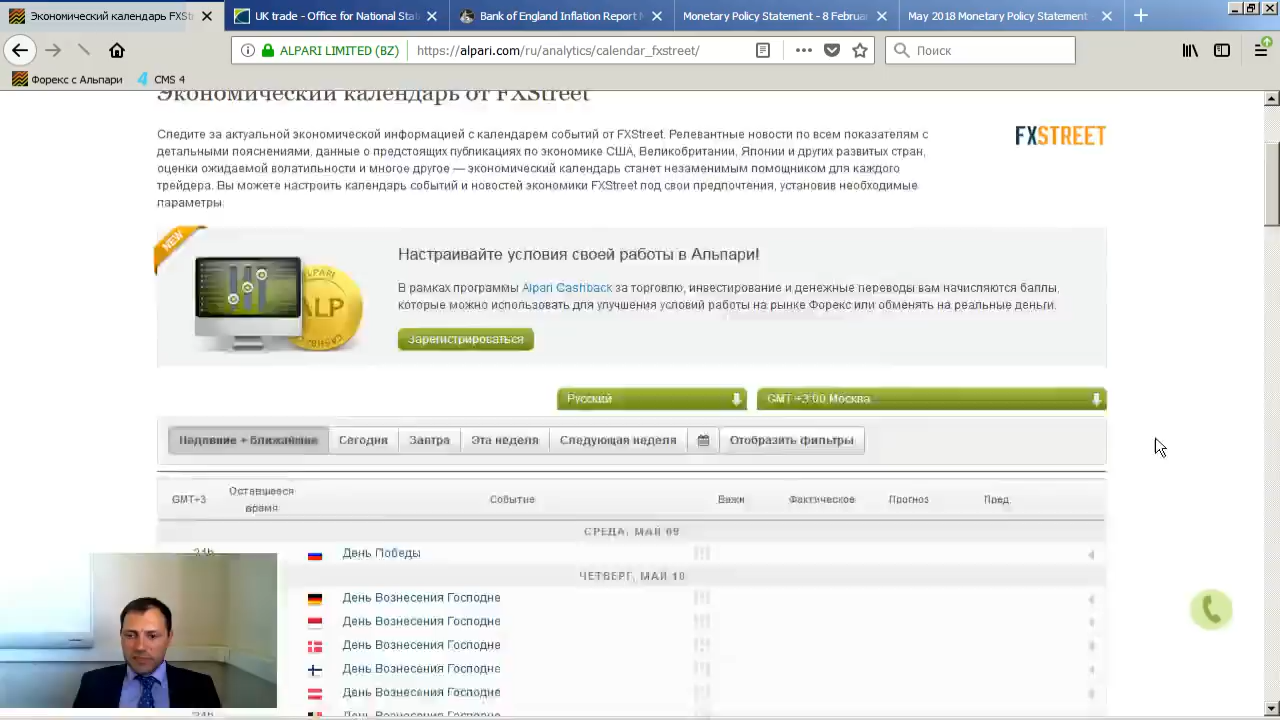 Экономический календарь FXSt
UK trade - Office for National Stat
Bank of England Inflation Report M
Monetary Policy Statement - 8 Februar
May 2018 Monetary Policy Statement
ALPARI LIMITED (BZ)
https://alpari.com/ru/analytics/calendar_fxstreet/
Поиск
Форекс с Альпари
CMS 4
Экономический календарь от FXStreet
Следите за актуальной экономической информацией с календарем событий от FXStreet. Релевантные новости по всем показателям с
детальными пояснениями, данные о предстоящих публикациях по экономике США, Великобритании, Японии и других развитых стран,
оценки ожидаемой волатильности и многое другое — экономический календарь станет незаменимым помощником для каждого
трейдера. Вы можете настроить календарь событий и новостей экономики FXStreet под свои предпочтения, установив необходимые
параметры.
FXSTREET
NEW
Настраивайте условия своей работы в Альпари!
В рамках программы Alpari Cashback за торговлю, инвестирование и денежные переводы вам начисляются баллы,
которые можно использовать для улучшения условий работы на рынке Форекс или обменять на реальные деньги.
ALPARI
ALP
CASHB
Зарегистрироваться
Русский
GMT +3:00 Москва
Недавние + ближайшие
Сегодня
Завтра
Эта неделя
Следующая неделя
Отобразить фильтры
GMT+3
Оставшееся
время
Событие
Важн
Фактическое
Прогноз
Пред.
СРЕДА, МАЙ 09
24h
День Победы
ЧЕТВЕРГ, МАЙ 10
День Вознесения Господне
День Вознесения Господне
День Вознесения Господне
День Вознесения Господне
День Вознесения Господне
24h
День Вознесения Господне